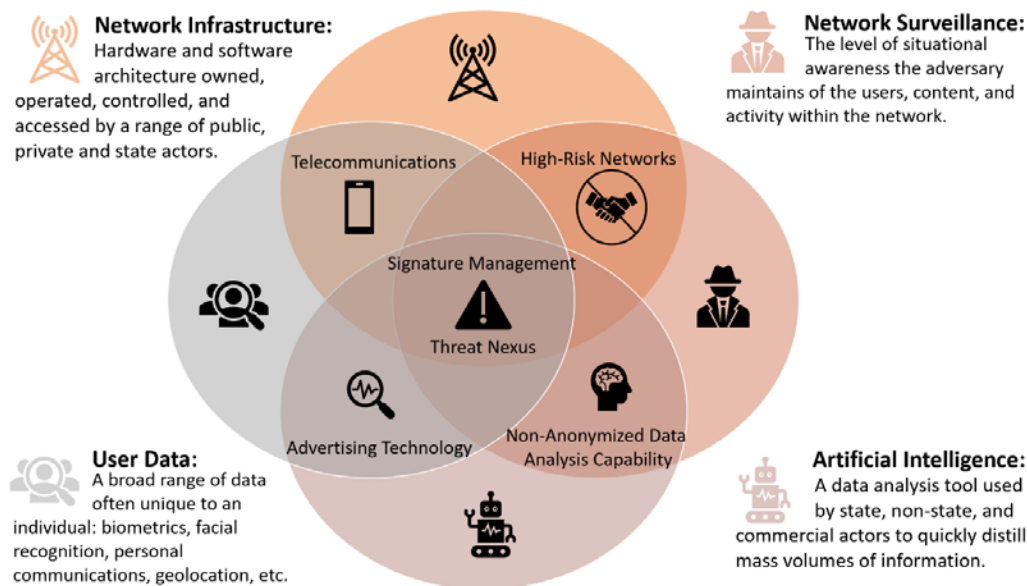 Network Infrastructure:
Hardware and software
architecture owned,
operated, controlled, and
accessed by a range of public,
private and state actors.
Network Surveillance:
The level of situational
awareness the adversary
maintains of the users, content, and
activity within the network.
Telecommunications
High-Risk Networks
Signature Management
Threat Nexus
Advertising Technology
Non-Anonymized Data
Analysis Capability
User Data:
A broad range of data
often unique to an
individual: biometrics, facial
recognition, personal
communications, geolocation, etc.
Artificial Intelligence:
A data analysis tool used
by state, non-state, and
commercial actors to quickly distill
mass volumes of information.